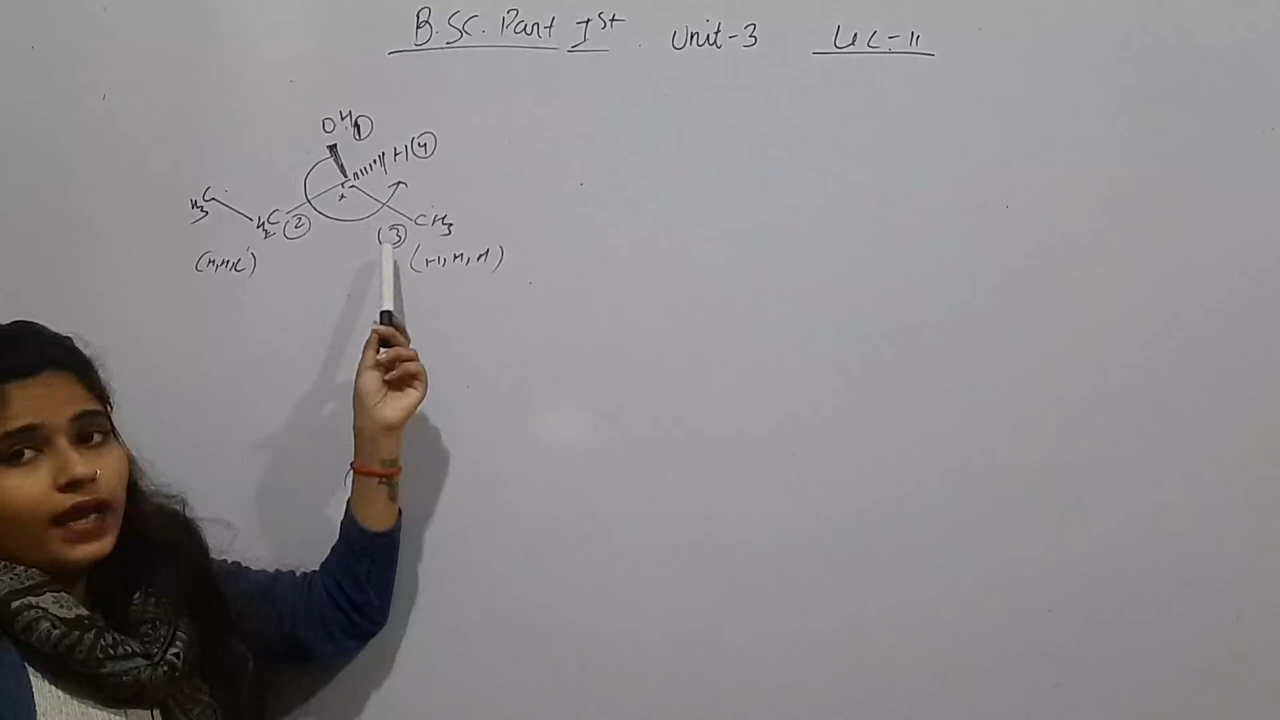 B.SC. Part Ist Unit-3 Lec-11
OH ①
H ④
C
*
H3C
H2C ②
CH3
③
(H,H,C)
(H,H,H)